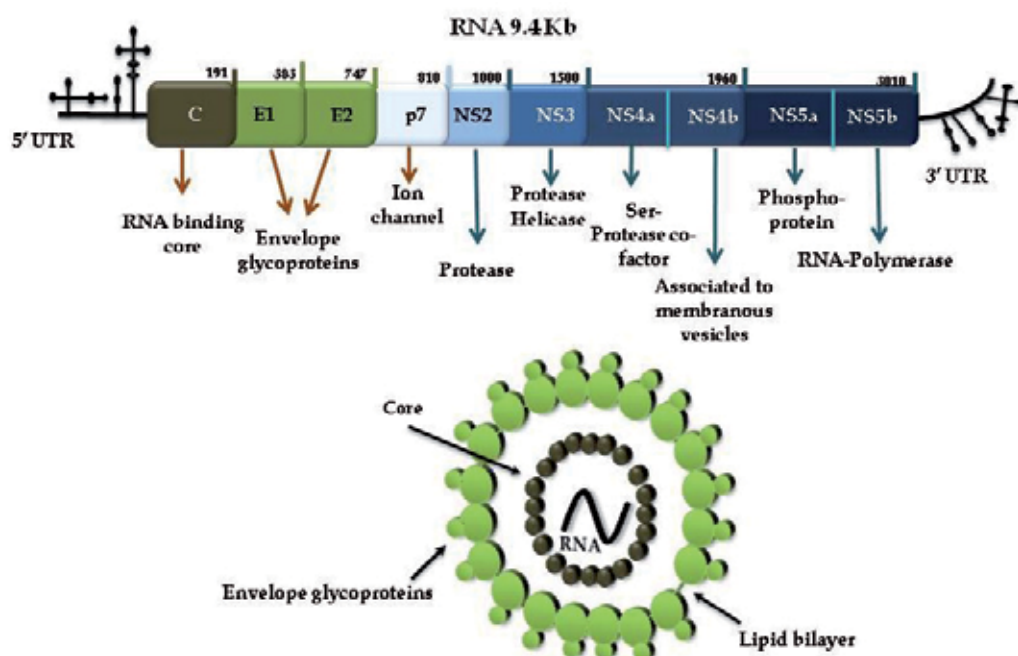 RNA 9.4Kb
191
385
747
810
1000
1500
1960
3010
C
E1
E2
p7
NS2
NS3
NS4a
NS4b
NS5a
NS5b
5' UTR
3' UTR
RNA binding
core
Envelope
glycoproteins
Ion
channel
Protease
Protease
Helicase
Ser-
Protease co-
factor
Associated to
membranous
vesicles
Phospho-
protein
RNA-Polymerase
Core
RNA
Envelope glycoproteins
Lipid bilayer